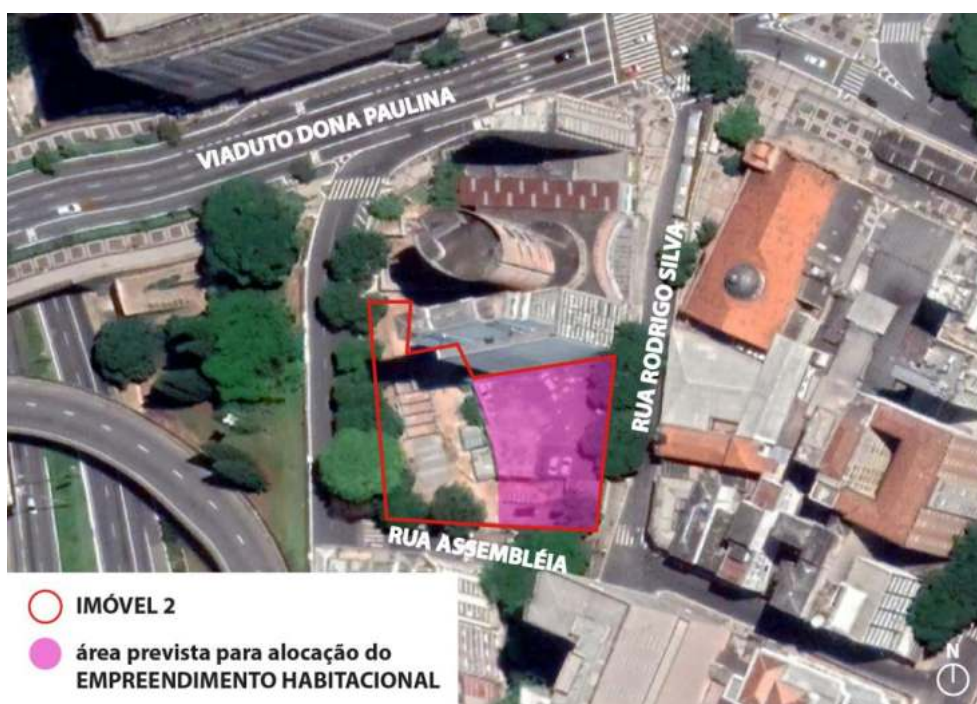 VIADUTO DONA PAULINA
RUA RODRIGO SILVA
RUA ASSEMBLÉIA
IMÓVEL 2
área prevista para alocação do
EMPREENDIMENTO HABITACIONAL
N